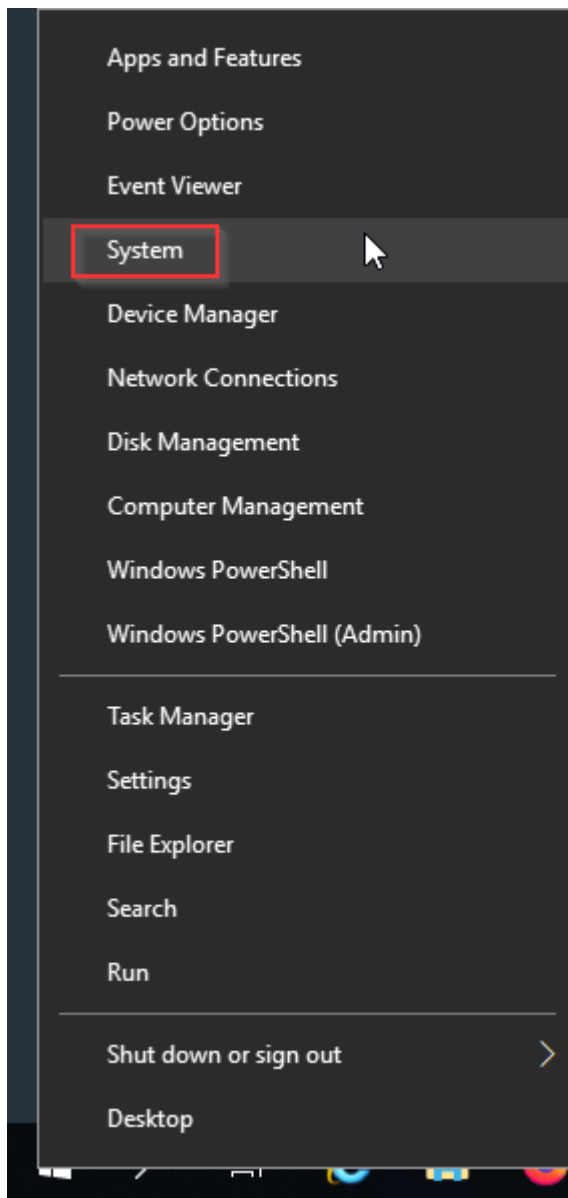 Apps and Features
Power Options
Event Viewer
System
Device Manager
Network Connections
Disk Management
Computer Management
Windows PowerShell
Windows PowerShell (Admin)
Task Manager
Settings
File Explorer
Search
Run
Shut down or sign out
Desktop